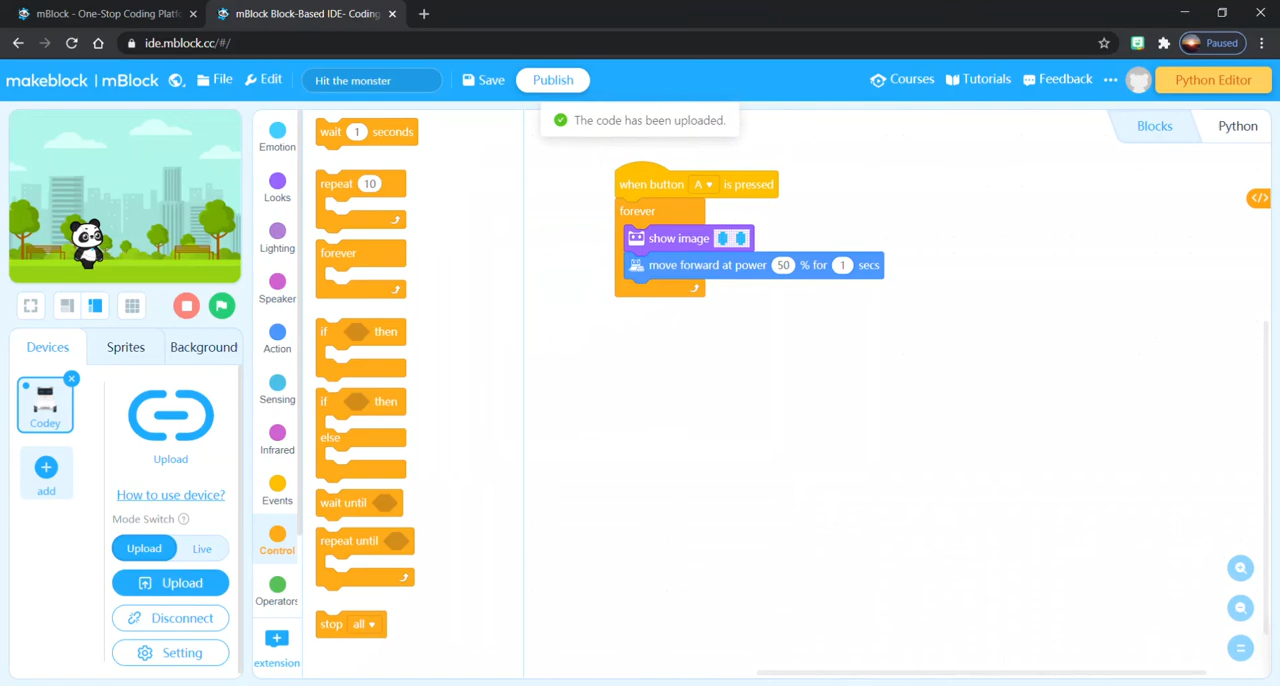 mBlock - One-Stop Coding Platf
mBlock Block-Based IDE- Coding
ide.mblock.cc/#/
Paused
makeblock | mBlock
File
Edit
Hit the monster
Save
Publish
Courses
Tutorials
Feedback
Python Editor
The code has been uploaded.
Blocks
Python
Emotion
Looks
Lighting
Speaker
Action
Sensing
Infrared
Events
Control
Operators
extension
wait 1 seconds
repeat 10
forever
if then
if then
else
wait until
repeat until
stop all
when button A is pressed
forever
show image
move forward at power 50 % for 1 secs
Devices
Sprites
Background
Codey
add
Upload
How to use device?
Mode Switch ?
Upload
Live
Upload
Disconnect
Setting